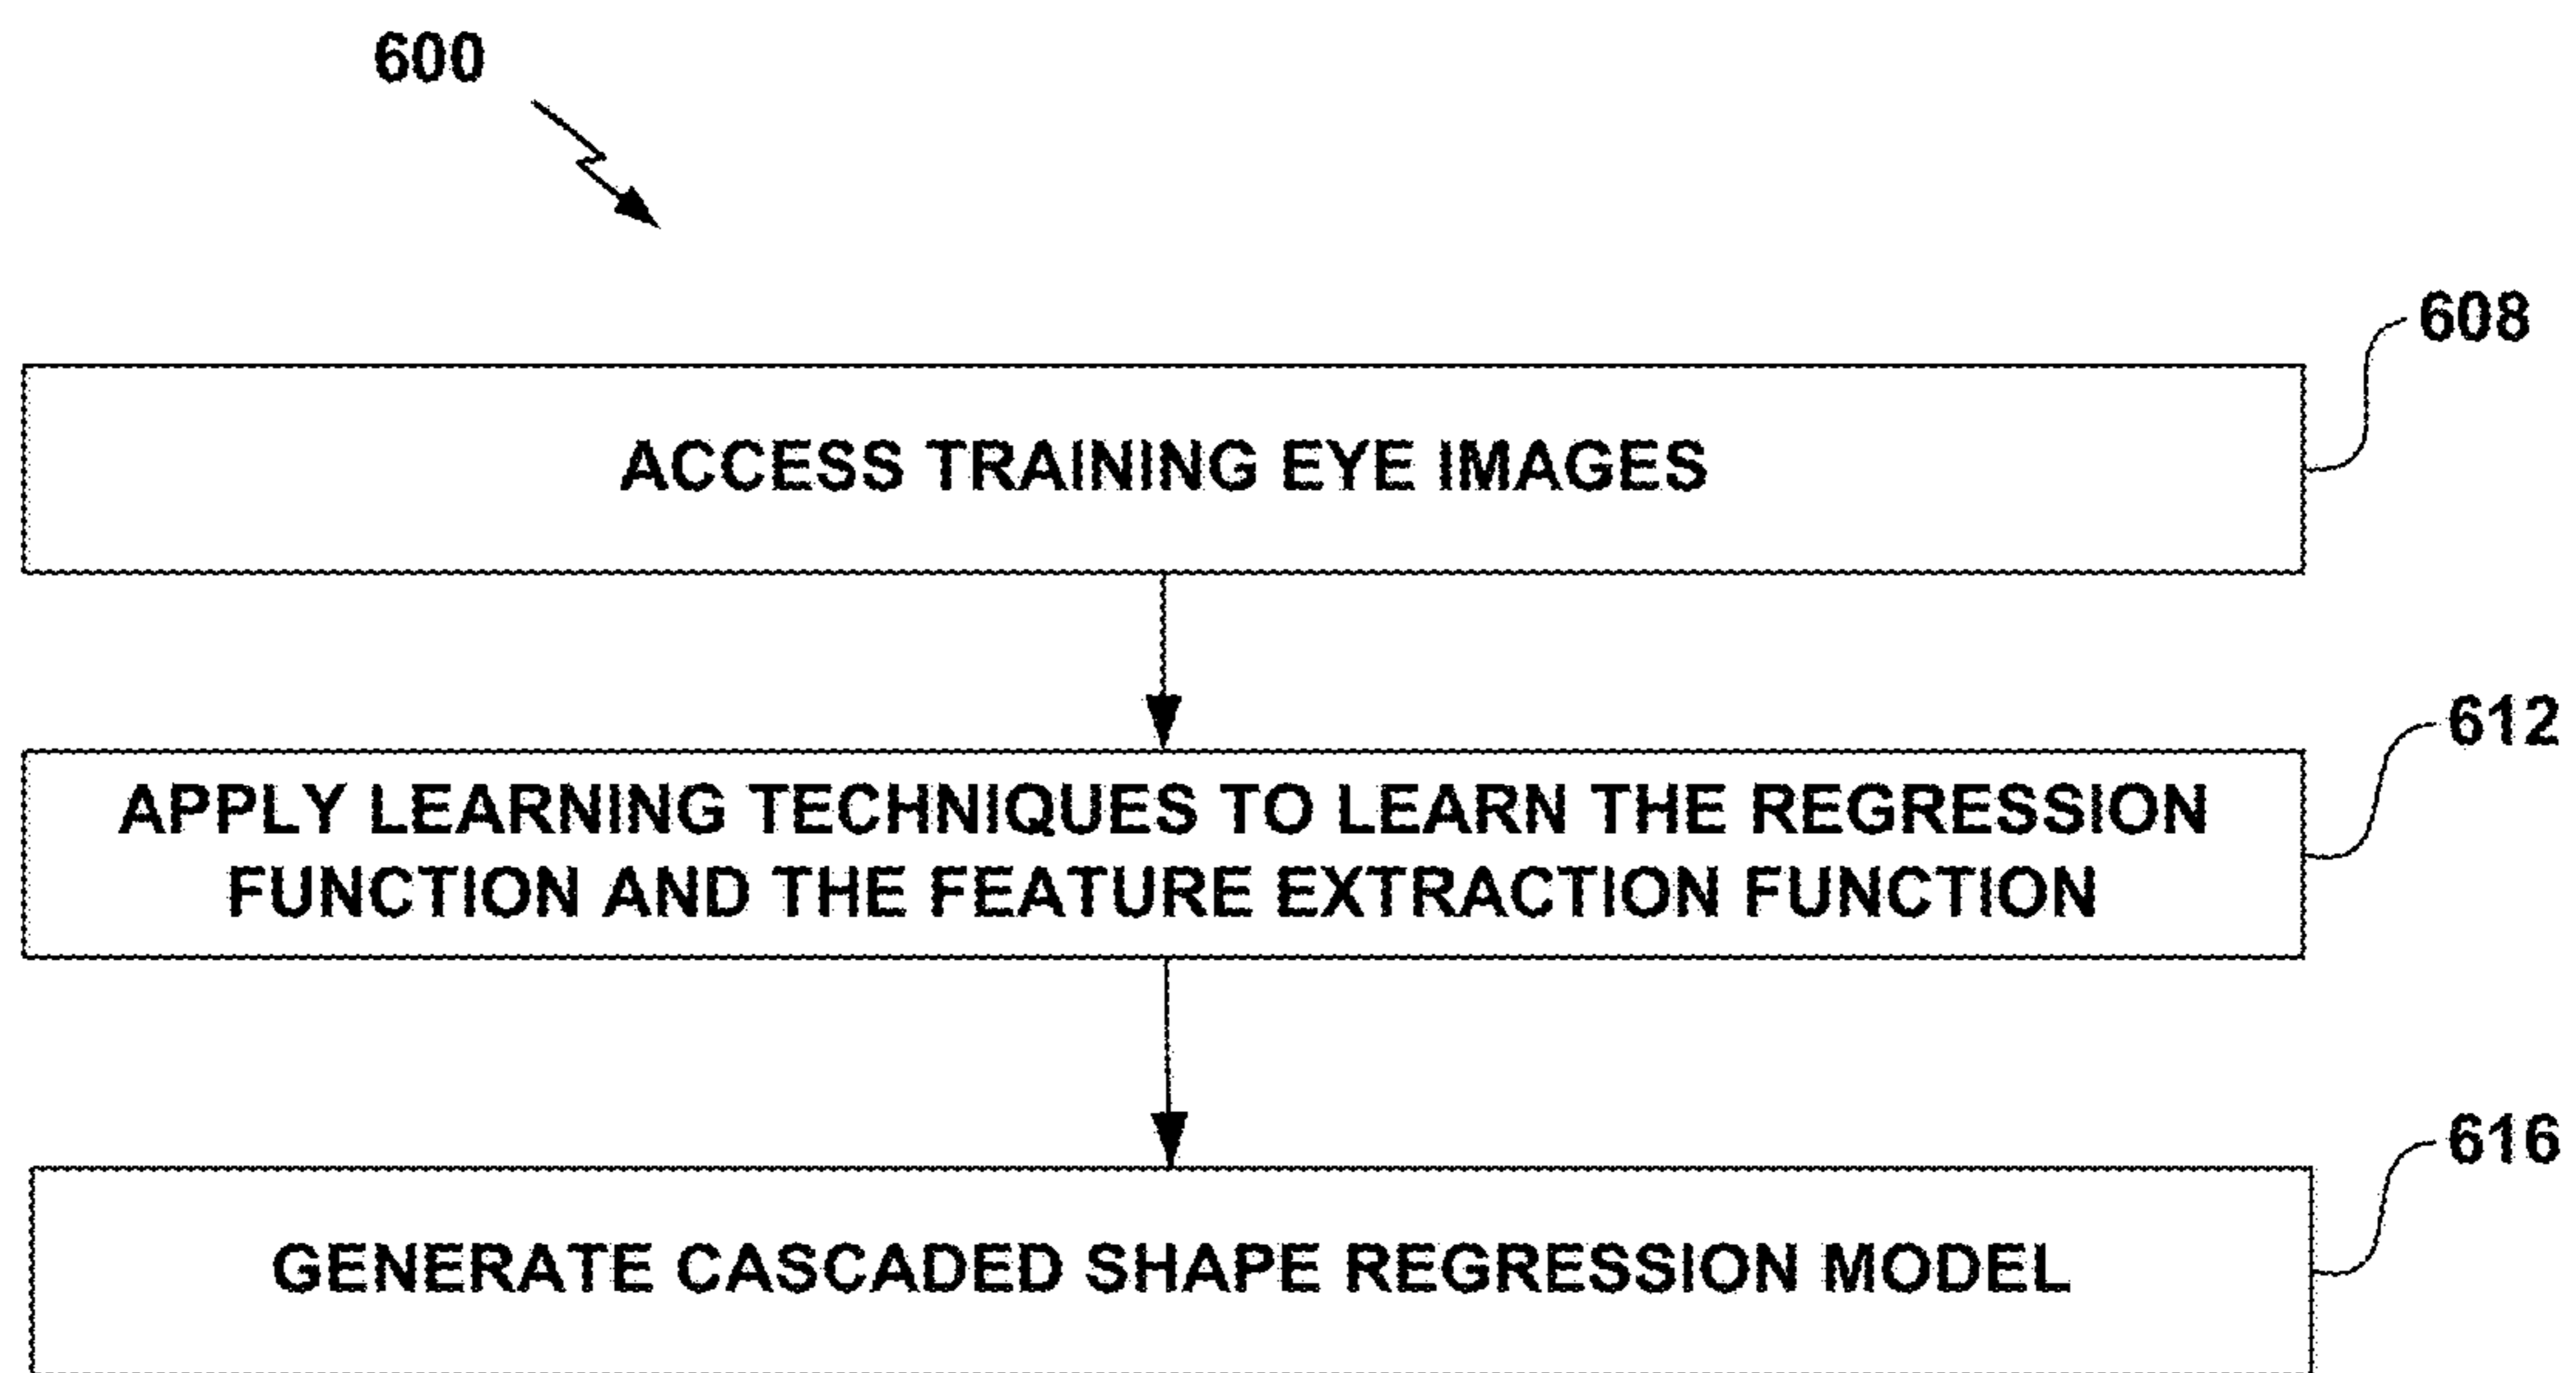 600
608
ACCESS TRAINING EYE IMAGES
612
APPLY LEARNING TECHNIQUES TO LEARN THE REGRESSION
FUNCTION AND THE FEATURE EXTRACTION FUNCTION
616
GENERATE CASCADED SHAPE REGRESSION MODEL